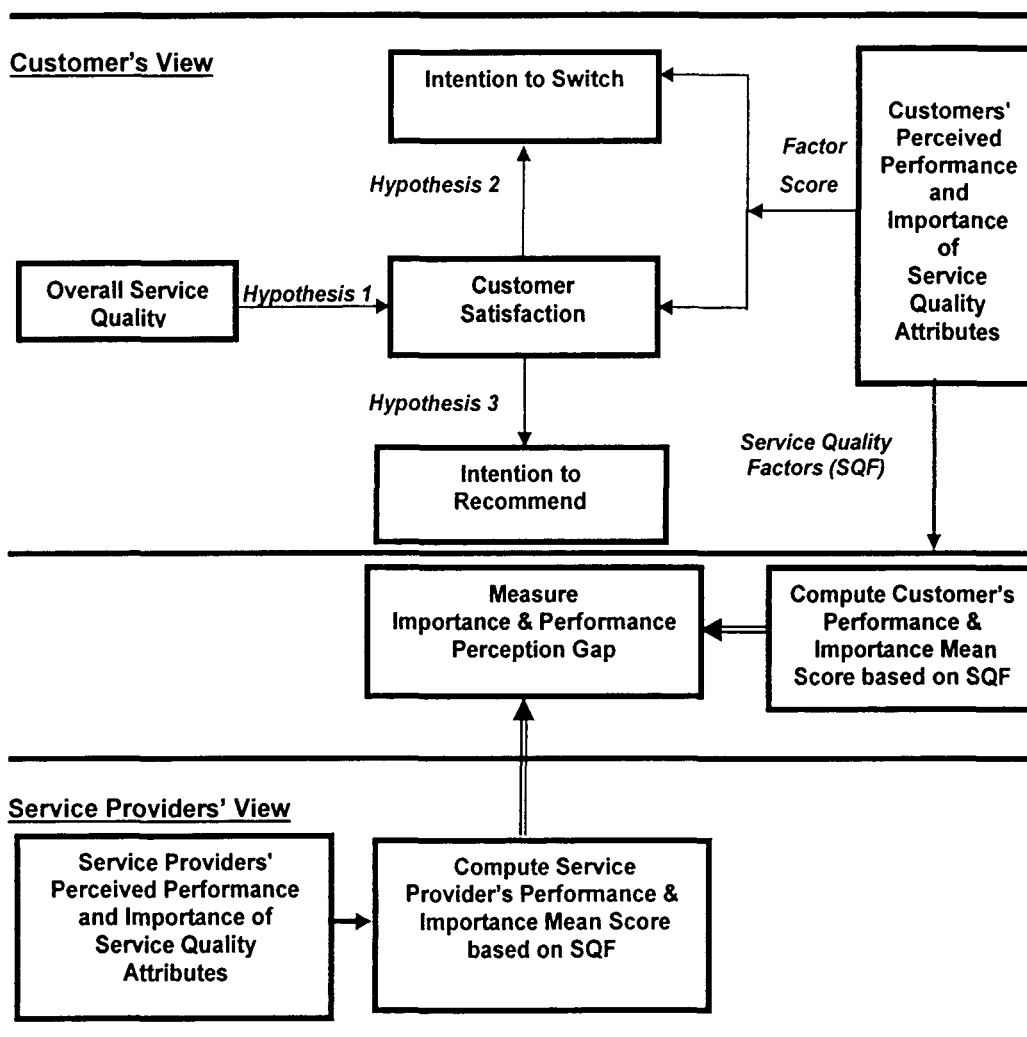 Customer's View
Intention to Switch
Customers'
Perceived
Performance
and
Importance
of
Service
Quality
Attributes
Factor
Score
Hypothesis 2
Overall Service
Quality
Hypothesis 1
Customer
Satisfaction
Hypothesis 3
Intention to
Recommend
Service Quality
Factors (SQF)
Measure
Importance & Performance
Perception Gap
Compute Customer's
Performance &
Importance Mean
Score based on SQF
Service Providers' View
Service Providers'
Perceived Performance
and Importance of
Service Quality
Attributes
Compute Service
Provider's Performance &
Importance Mean Score
based on SQF